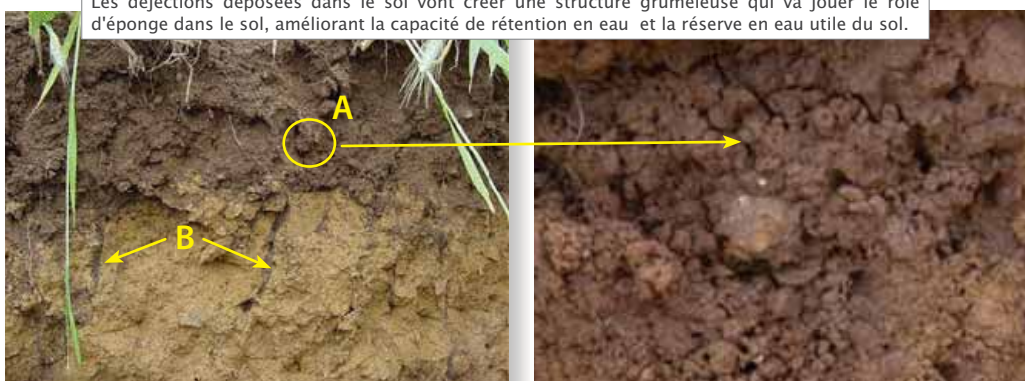 Les déjections déposées dans le sol vont créer une structure grumeleuse qui va jouer le rôle
d'éponge dans le sol, améliorant la capacité de rétention en eau et la réserve en eau utile du sol.
A
B